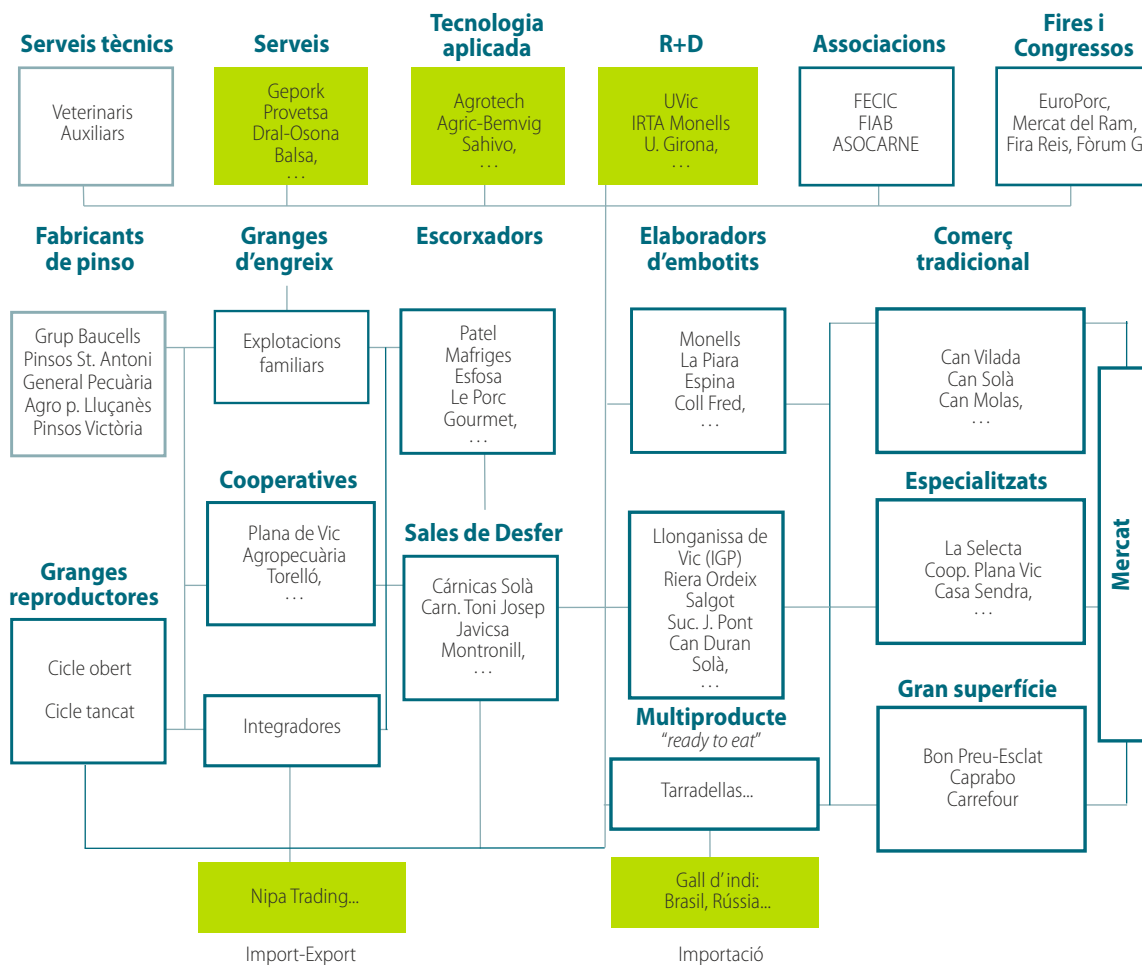 Serveis tècnics
Veterinaris
Auxiliars
Serveis
Gepork
Provetsa
Dral-Osona
Balsa,
...
Tecnologia
aplicada
Agrotech
Agric-Bemvig
Sahivo,
...
R+D
UVic
IRTA Monells
U. Girona,
...
Associacions
FECIC
FIAB
ASOCARNE
Fires i
Congressos
EuroPorc,
Mercat del Ram,
Fira Reis, Fòrum G
Fabricants
de pinso
Grup Baucells
Pinsos St. Antoni
General Pecuària
Agro p. Lluçanès
Pinsos Victòria
Granges
reproductores
Cicle obert
Cicle tancat
Granges
d'engreix
Explotacions
familiars
Cooperatives
Plana de Vic
Agropecuària
Torelló,
...
Integradores
Escorxadors
Patel
Mafriges
Esfosa
Le Porc
Gourmet,
...
Sales de Desfer
Cárnicas Solà
Carn. Toni Josep
Javicsa
Montronill,
...
Elaboradors
d'embotits
Monells
La Piara
Espina
Coll Fred,
...
Llonganissa de
Vic (IGP)
Riera Ordeix
Salgot
Suc. J. Pont
Can Duran
Solà,
...
Multiproducte
"ready to eat"
Tarradellas...
Comerç
tradicional
Can Vilada
Can Solà
Can Molas,
...
Especialitzats
La Selecta
Coop. Plana Vic
Casa Sendra,
...
Gran superfície
Bon Preu-Esclat
Caprabo
Carrefour
Mercat
Nipa Trading...
Import-Export
Gall d'indi:
Brasil, Rússia...
Importació